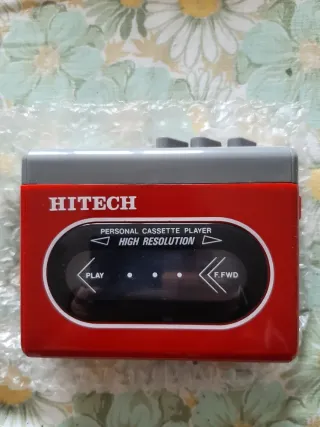 HITECH
PERSONAL CASSETTE PLAYER
HIGH RESOLUTION
PLAY
F.FWD